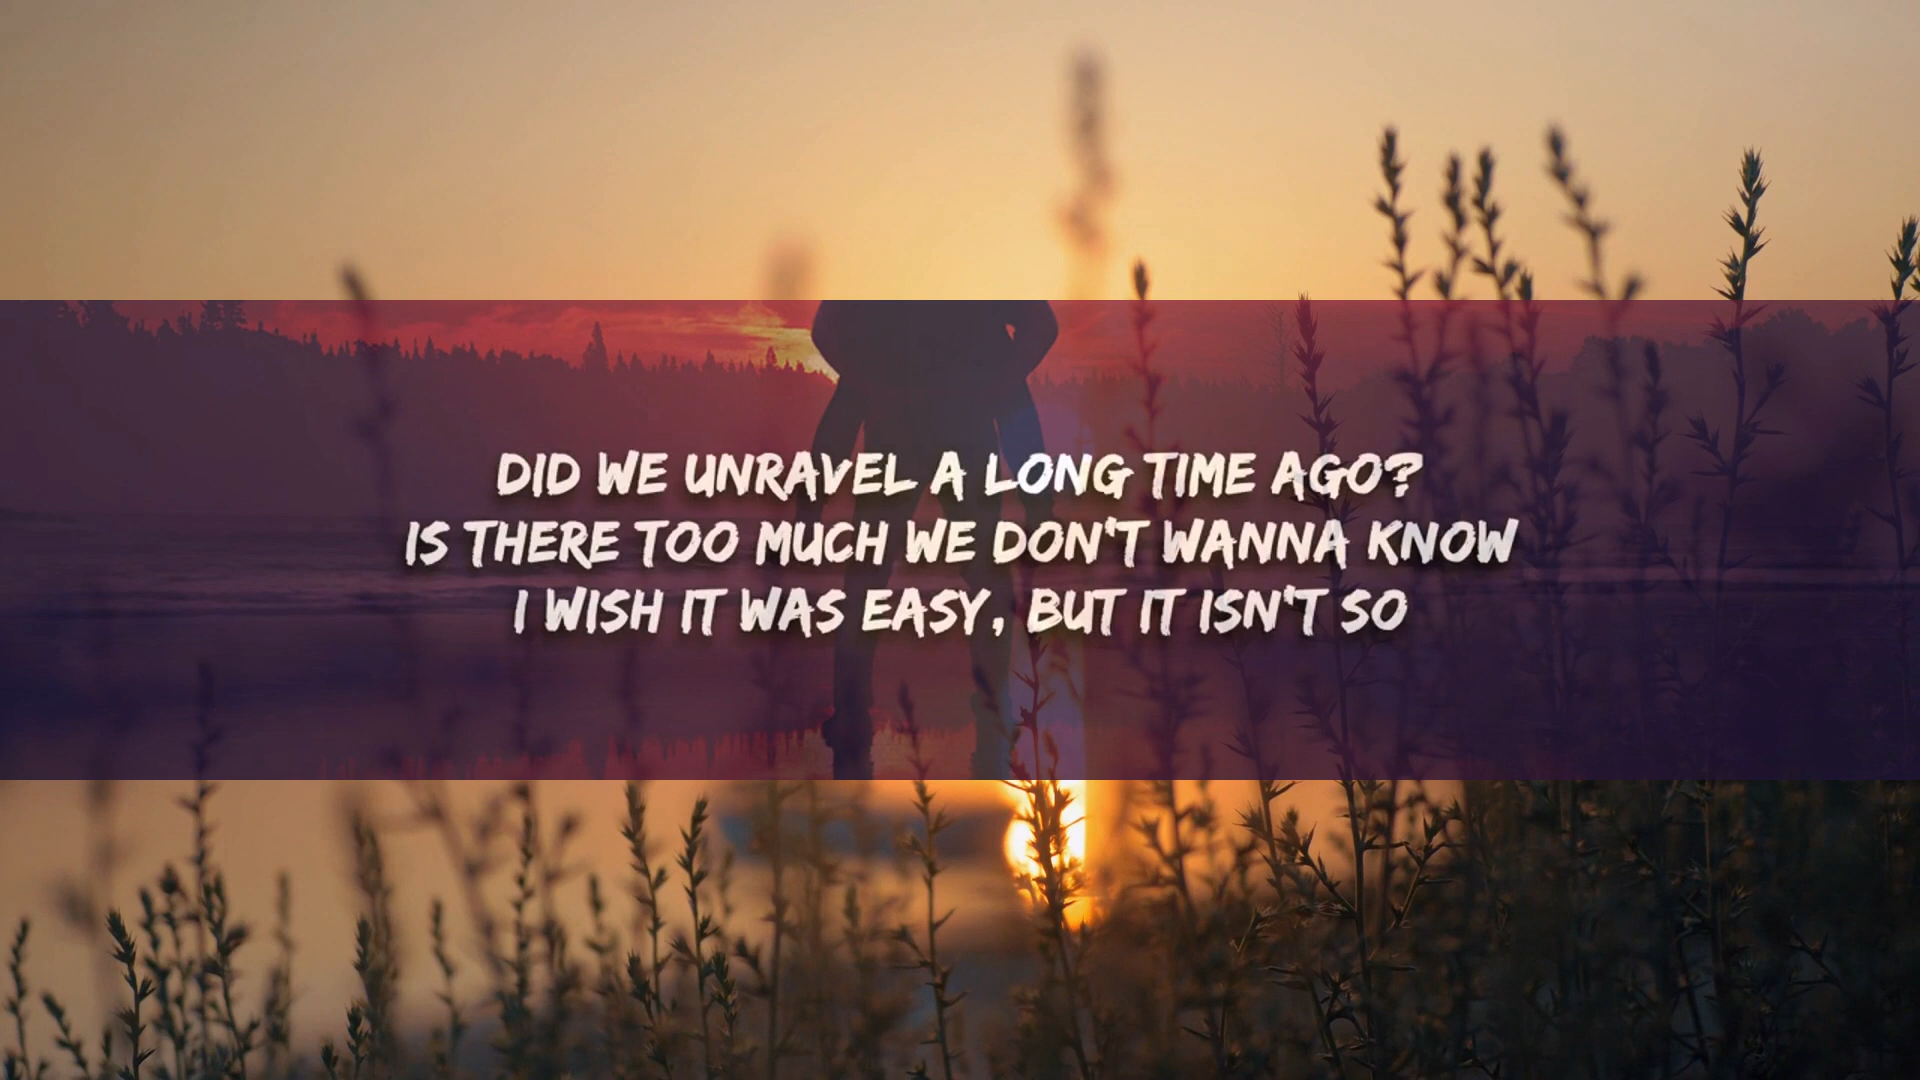 DID WE UNRAVEL A LONG TIME AGO?
IS THERE TOO MUCH WE DON'T WANNA KNOW
I WISH IT WAS EASY, BUT IT ISN'T SO